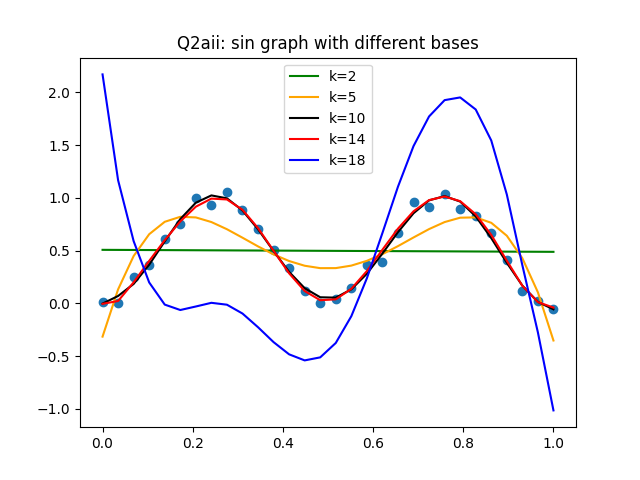 Q2aii: sin graph with different bases
k=2
k=5
k=10
k=14
k=18
2.0
1.5
1.0
0.5
0.0
−0.5
−1.0
0.0 0.2 0.4 0.6 0.8 1.0